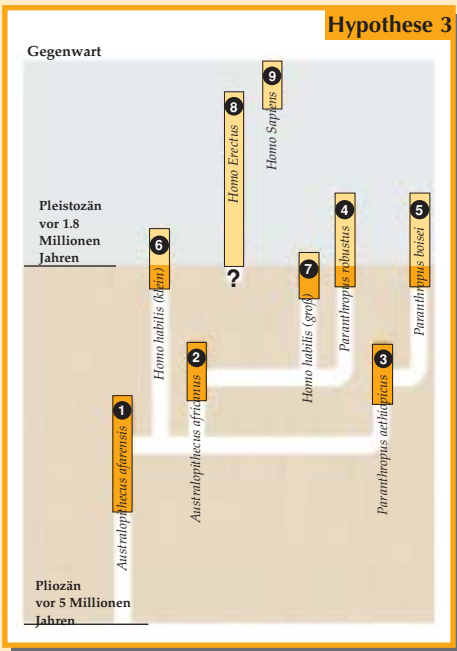 Hypothese 3
Gegenwart
9
Homo Sapiens
8
Homo Erectus
Pleistozän
vor 1.8
Millionen
Jahren
4
Paranthropus robustus
5
Paranthropus boisei
6
Homo habilis (klein)
?
7
Homo habilis (groß)
2
Australopithecus africanus
3
Paranthropus aethiopicus
1
Australopithecus afarensis
Pliozän
vor 5 Millionen
Jahren